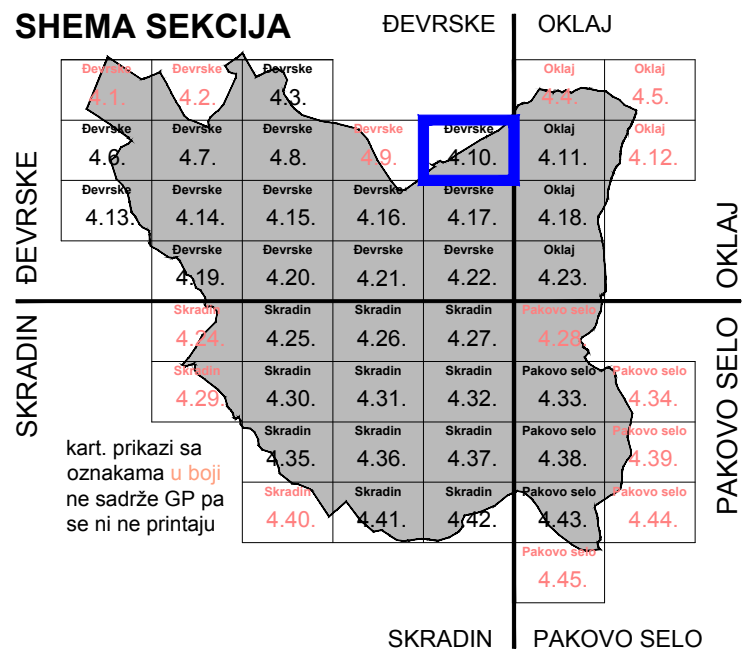 SHEMA SEKCIJA
ĐEVRSKE OKLAJ
Đevrske Đevrske Đevrske Oklaj Oklaj
4.1. 4.2. 4.3. 4.4. 4.5.
Đevrske Đevrske Đevrske Đevrske Đevrske Oklaj Oklaj
4.6. 4.7. 4.8. 4.9. 4.10. 4.11. 4.12.
Đevrske Đevrske Đevrske Đevrske Đevrske Oklaj
4.13. 4.14. 4.15. 4.16. 4.17. 4.18.
Đevrske Đevrske Đevrske Đevrske Oklaj
4.19. 4.20. 4.21. 4.22. 4.23.
ĐEVRSKE
OKLAJ
Skradin Skradin Skradin Skradin Pakovo selo
4.24. 4.25. 4.26. 4.27. 4.28.
Skradin Skradin Skradin Skradin Pakovo selo Pakovo selo
4.29. 4.30. 4.31. 4.32. 4.33. 4.34.
Skradin Skradin Skradin Pakovo selo Pakovo selo
4.35. 4.36. 4.37. 4.38. 4.39.
Skradin Skradin Skradin Pakovo selo Pakovo selo
4.40. 4.41. 4.42. 4.43. 4.44.
Pakovo selo
4.45.
SKRADIN
PAKOVO SELO
kart. prikazi sa
oznakama u boji
ne sadrže GP pa
se ni ne printaju
SKRADIN PAKOVO SELO